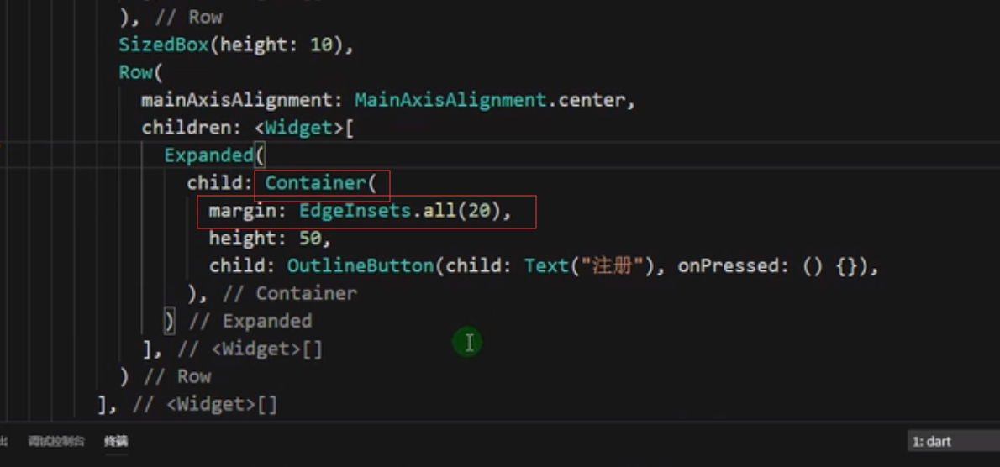 ), // Row
SizedBox(height: 10),
Row(
mainAxisAlignment: MainAxisAlignment.center,
children: <Widget>[
Expanded(
child: Container(
margin: EdgeInsets.all(20),
height: 50,
child: OutlineButton(child: Text("注册"), onPressed: () {}),
), // Container
) // Expanded
], // <Widget>[]
) // Row
], // <Widget>[]
出 调试控制台 终端 1: dart